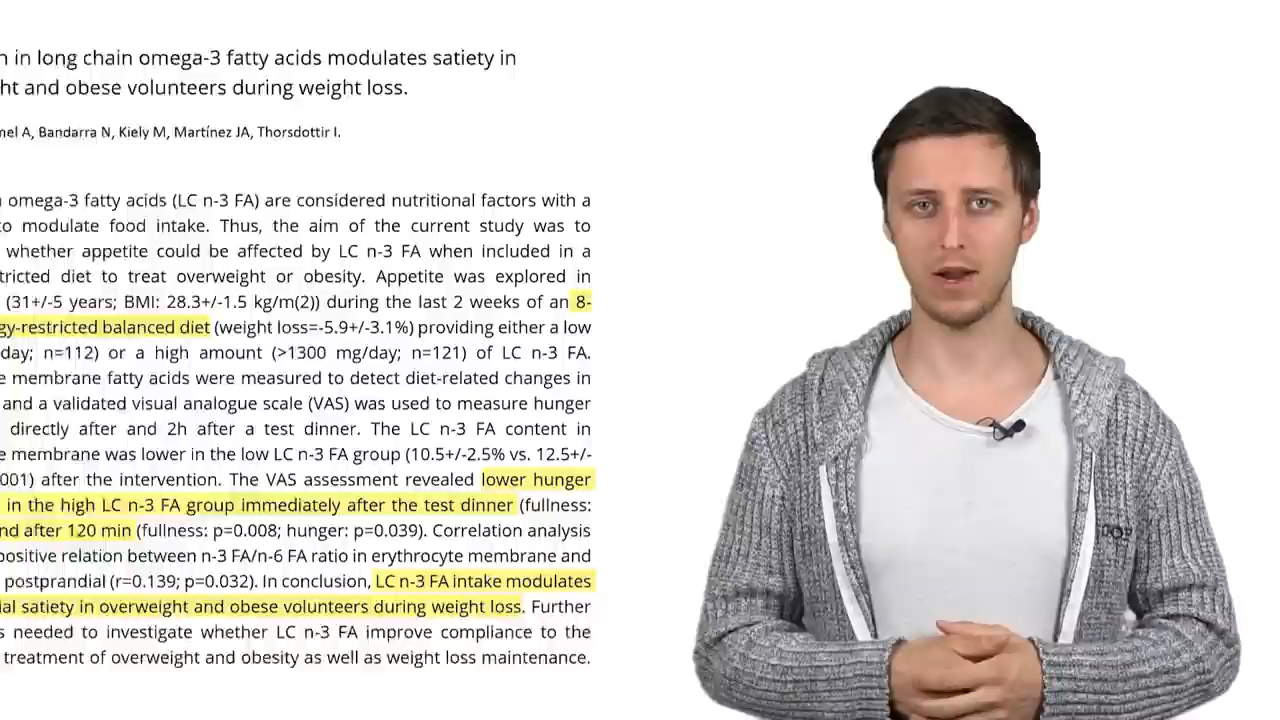 in long chain omega-3 fatty acids modulates satiety in
and obese volunteers during weight loss.
A, Bandarra N, Kiely M, Martínez JA, Thorsdottir I.
omega-3 fatty acids (LC n-3 FA) are considered nutritional factors with a
to modulate food intake. Thus, the aim of the current study was to
whether appetite could be affected by LC n-3 FA when included in a
diet to treat overweight or obesity. Appetite was explored in
(31+/-5 years; BMI: 28.3+/-1.5 kg/m(2)) during the last 2 weeks of an 8-
gy-restricted balanced diet (weight loss=-5.9+/-3.1%) providing either a low
day; n=112) or a high amount (>1300 mg/day; n=121) of LC n-3 FA.
membrane fatty acids were measured to detect diet-related changes in
and a validated visual analogue scale (VAS) was used to measure hunger
directly after and 2h after a test dinner. The LC n-3 FA content in
membrane was lower in the low LC n-3 FA group (10.5+/-2.5% vs. 12.5+/-
001) after the intervention. The VAS assessment revealed lower hunger
in the high LC n-3 FA group immediately after the test dinner (fullness:
nd after 120 min (fullness: p=0.008; hunger: p=0.039). Correlation analysis
positive relation between n-3 FA/n-6 FA ratio in erythrocyte membrane and
postprandial (r=0.139; p=0.032). In conclusion, LC n-3 FA intake modulates
ial satiety in overweight and obese volunteers during weight loss. Further
needed to investigate whether LC n-3 FA improve compliance to the
treatment of overweight and obesity as well as weight loss maintenance.